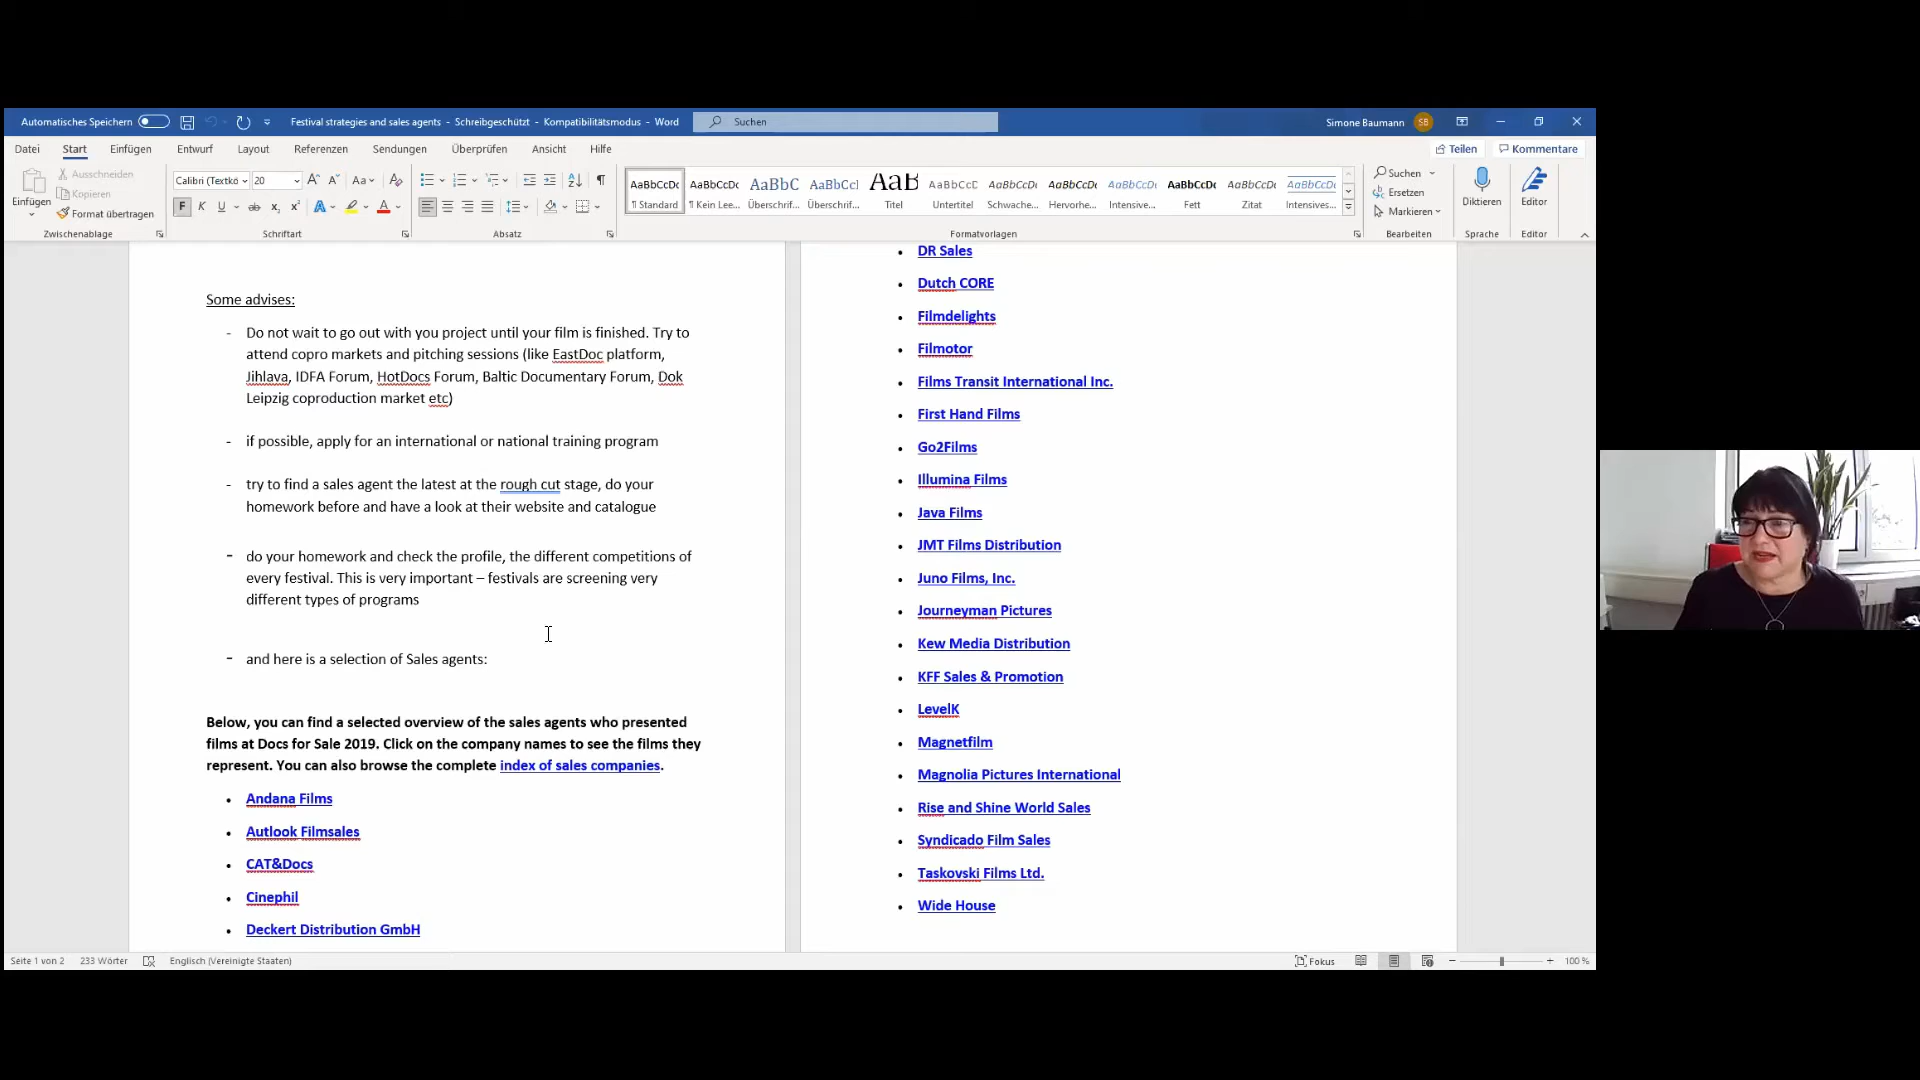 Automatisches Speichern
Festival strategies and sales agents - Schreibgeschützt - Kompatibilitätsmodus - Word
Suchen
Simone Baumann SB
Datei Start Einfügen Entwurf Layout Referenzen Sendungen Überprüfen Ansicht Hilfe
Teilen Kommentare
Einfügen
Ausschneiden
Kopieren
Format übertragen
Zwischenablage
Calibri (Textkö 20
F K U ab x₂ x²
Schriftart
Absatz
AaBbCcDc AaBbCcDc AaBbC AaBbCcI AaB AaBbCcC AaBbCcDc AaBbCcDc AaBbCcDc AaBbCcDc AaBbCcDc AaBbCcDc
¶ Standard ¶ Kein Lee... Überschrif... Überschrif... Titel Untertitel Schwache... Hervorhe... Intensive... Fett Zitat Intensives...
Formatvorlagen
Suchen
Ersetzen
Markieren
Bearbeiten
Diktieren
Sprache
Editor
Editor
Some advises:
- Do not wait to go out with you project until your film is finished. Try to
attend copro markets and pitching sessions (like EastDoc platform,
Jihlava, IDFA Forum, HotDocs Forum, Baltic Documentary Forum, Dok
Leipzig coproduction market etc)
- if possible, apply for an international or national training program
- try to find a sales agent the latest at the rough cut stage, do your
homework before and have a look at their website and catalogue
- do your homework and check the profile, the different competitions of
every festival. This is very important – festivals are screening very
different types of programs
- and here is a selection of Sales agents:
Below, you can find a selected overview of the sales agents who presented
films at Docs for Sale 2019. Click on the company names to see the films they
represent. You can also browse the complete index of sales companies.
• Andana Films
• Autlook Filmsales
• CAT&Docs
• Cinephil
• Deckert Distribution GmbH
• DR Sales
• Dutch CORE
• Filmdelights
• Filmotor
• Films Transit International Inc.
• First Hand Films
• Go2Films
• Illumina Films
• Java Films
• JMT Films Distribution
• Juno Films, Inc.
• Journeyman Pictures
• Kew Media Distribution
• KFF Sales & Promotion
• LevelK
• Magnetfilm
• Magnolia Pictures International
• Rise and Shine World Sales
• Syndicado Film Sales
• Taskovski Films Ltd.
• Wide House
Seite 1 von 2 233 Wörter Englisch (Vereinigte Staaten)
Fokus 100 %